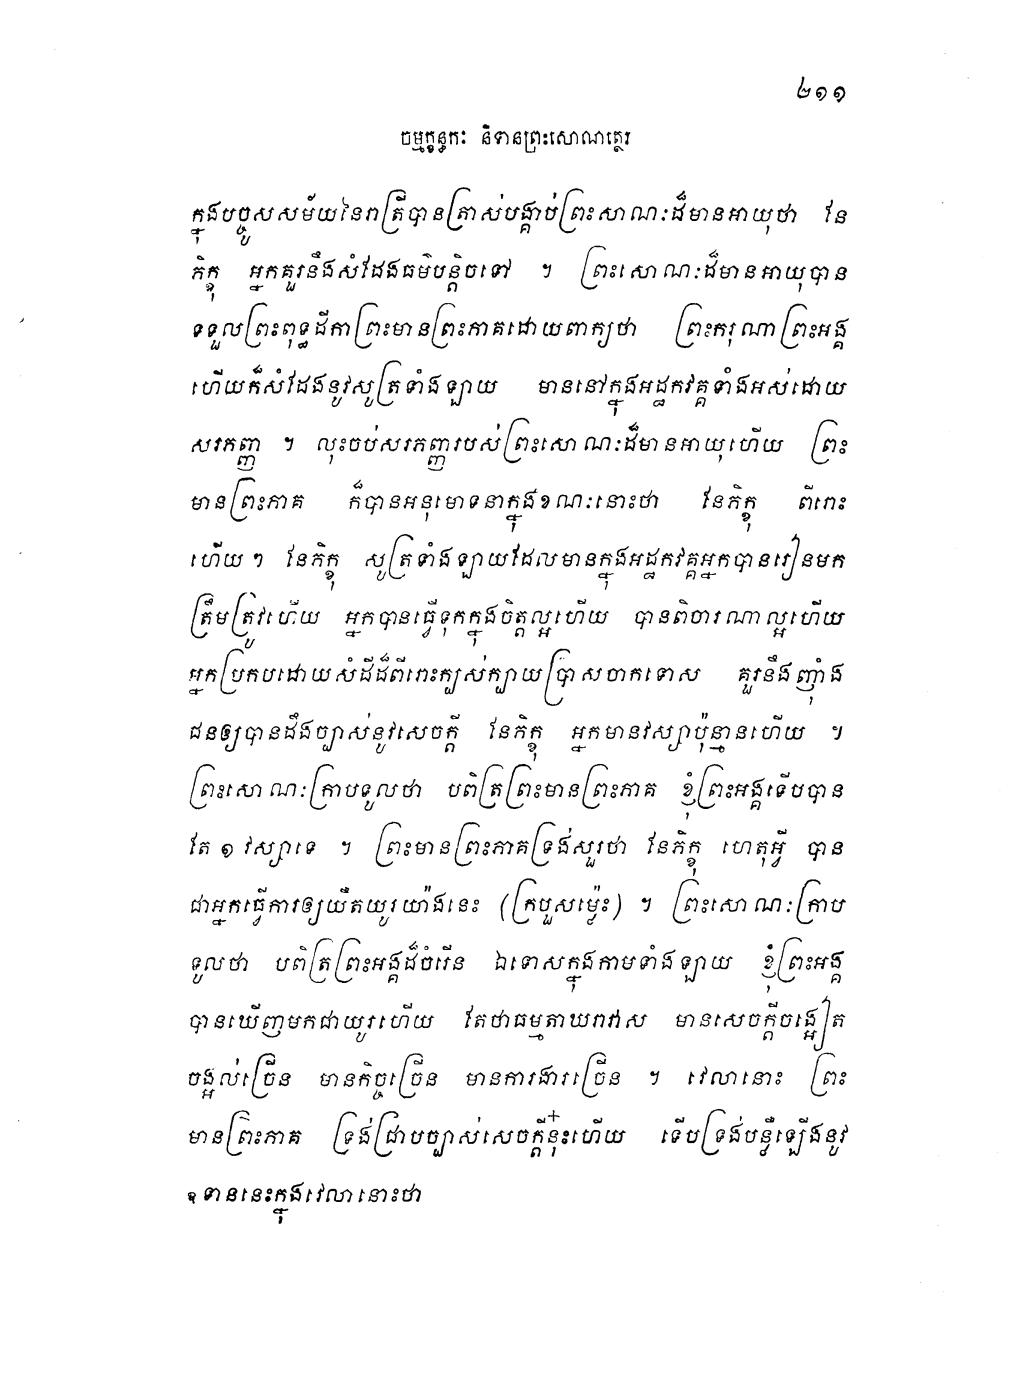 ២១១
ចម្មក្ខន្ធកៈ និទានព្រះសោណត្ថេរ
ក្នុងបច្ចូសសម័យនៃរាត្រីបានត្រាស់បង្គាប់ព្រះសោណៈដ៏មានអាយុថា នែ
ភិក្ខុ អ្នកគួរនឹងសំដែងធម៌បន្តិចទៅ ។ ព្រះសោណៈដ៏មានអាយុបាន
ទទួលព្រះពុទ្ធដីកាព្រះមានព្រះភាគដោយពាក្យថា ព្រះករុណាព្រះអង្គ
ហើយក៏សំដែងនូវសូត្រទាំងឡាយ មាននៅក្នុងអដ្ឋកវគ្គទាំងអស់ដោយ
សរភញ្ញ ។ លុះចប់សរភញ្ញរបស់ព្រះសោណៈដ៏មានអាយុហើយ ព្រះ
មានព្រះភាគ ក៏បានអនុមោទនាក្នុងខណៈនោះថា នែភិក្ខុ ពីរោះ
ហើយៗ នែភិក្ខុ សូត្រទាំងឡាយដែលមានក្នុងអដ្ឋកវគ្គអ្នកបានរៀនមក
ត្រឹមត្រូវហើយ អ្នកបានធ្វើទុកក្នុងចិត្តល្អហើយ បានពិចារណាល្អហើយ
អ្នកប្រកបដោយសំដីដ៏ពីរោះក្បស់ក្បាយប្រាសចាកទោស គួរនឹងញ៉ាំង
ជនឲ្យបានដឹងច្បាស់នូវសេចក្តី នែភិក្ខុ អ្នកមានវស្សាប៉ុន្មានហើយ ។
ព្រះសោណៈក្រាបទូលថា បពិត្រព្រះមានព្រះភាគ ខ្ញុំព្រះអង្គទើបបាន
តែ ១ វស្សាទេ ។ ព្រះមានព្រះភាគទ្រង់សួរថា នែភិក្ខុ ហេតុអ្វី បាន
ជាអ្នកធ្វើការឲ្យយឺតយូរយ៉ាងនេះ (ក្របួសម្ល៉េះ) ។ ព្រះសោណៈក្រាប
ទូលថា បពិត្រព្រះអង្គដ៏ចំរើន ឯទោសក្នុងកាមទាំងឡាយ ខ្ញុំព្រះអង្គ
បានឃើញមកជាយូរហើយ តែថាធម្មតាឃរាវាស មានសេចក្តីចង្អៀត
ចង្អល់ច្រើន មានកិច្ចច្រើន មានការងារច្រើន ។ វេលានោះ ព្រះ
មានព្រះភាគ ទ្រង់ជ្រាបច្បាស់សេចក្តីនុ៎ះហើយ ទើបទ្រង់បន្លឺឡើងនូវ
ឧទាននេះក្នុងវេលានោះថា